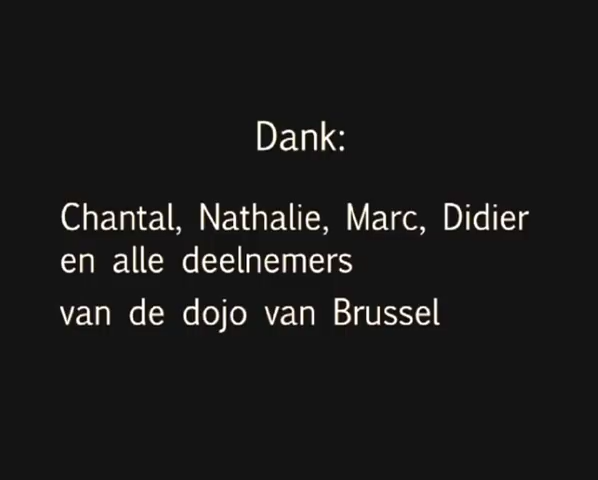 Dank:
Chantal, Nathalie, Marc, Didier
en alle deelnemers
van de dojo van Brussel